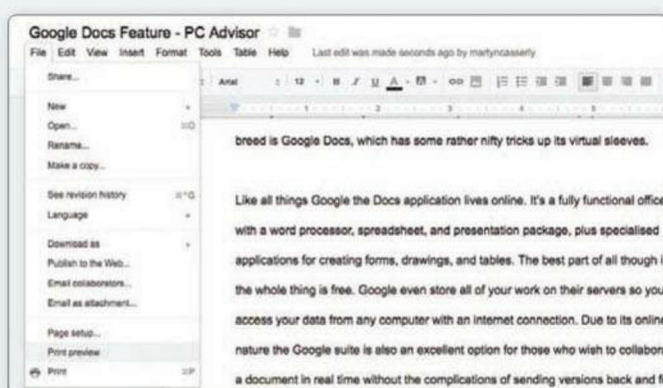 Google Docs Feature - PC Advisor
File Edit View Insert Format Tools Table Help Last edit was made seconds ago by martyncasserly
Share...
Arial 12 B I U A
1 2 3 4 5
New
Open... ⌘O
Rename...
Make a copy...
See revision history
Language
Download as
Publish to the Web...
Email collaborators...
Email as attachment...
Page setup...
Print preview
Print ⌘P
breed is Google Docs, which has some rather nifty tricks up its virtual sleeves.
Like all things Google the Docs application lives online. It's a fully functional office
with a word processor, spreadsheet, and presentation package, plus specialised
applications for creating forms, drawings, and tables. The best part of all though i
the whole thing is free. Google even store all of your work on their servers so you
access your data from any computer with an internet connection. Due to its online
nature the Google suite is also an excellent option for those who wish to collabor
a document in real time without the complications of sending versions back and f